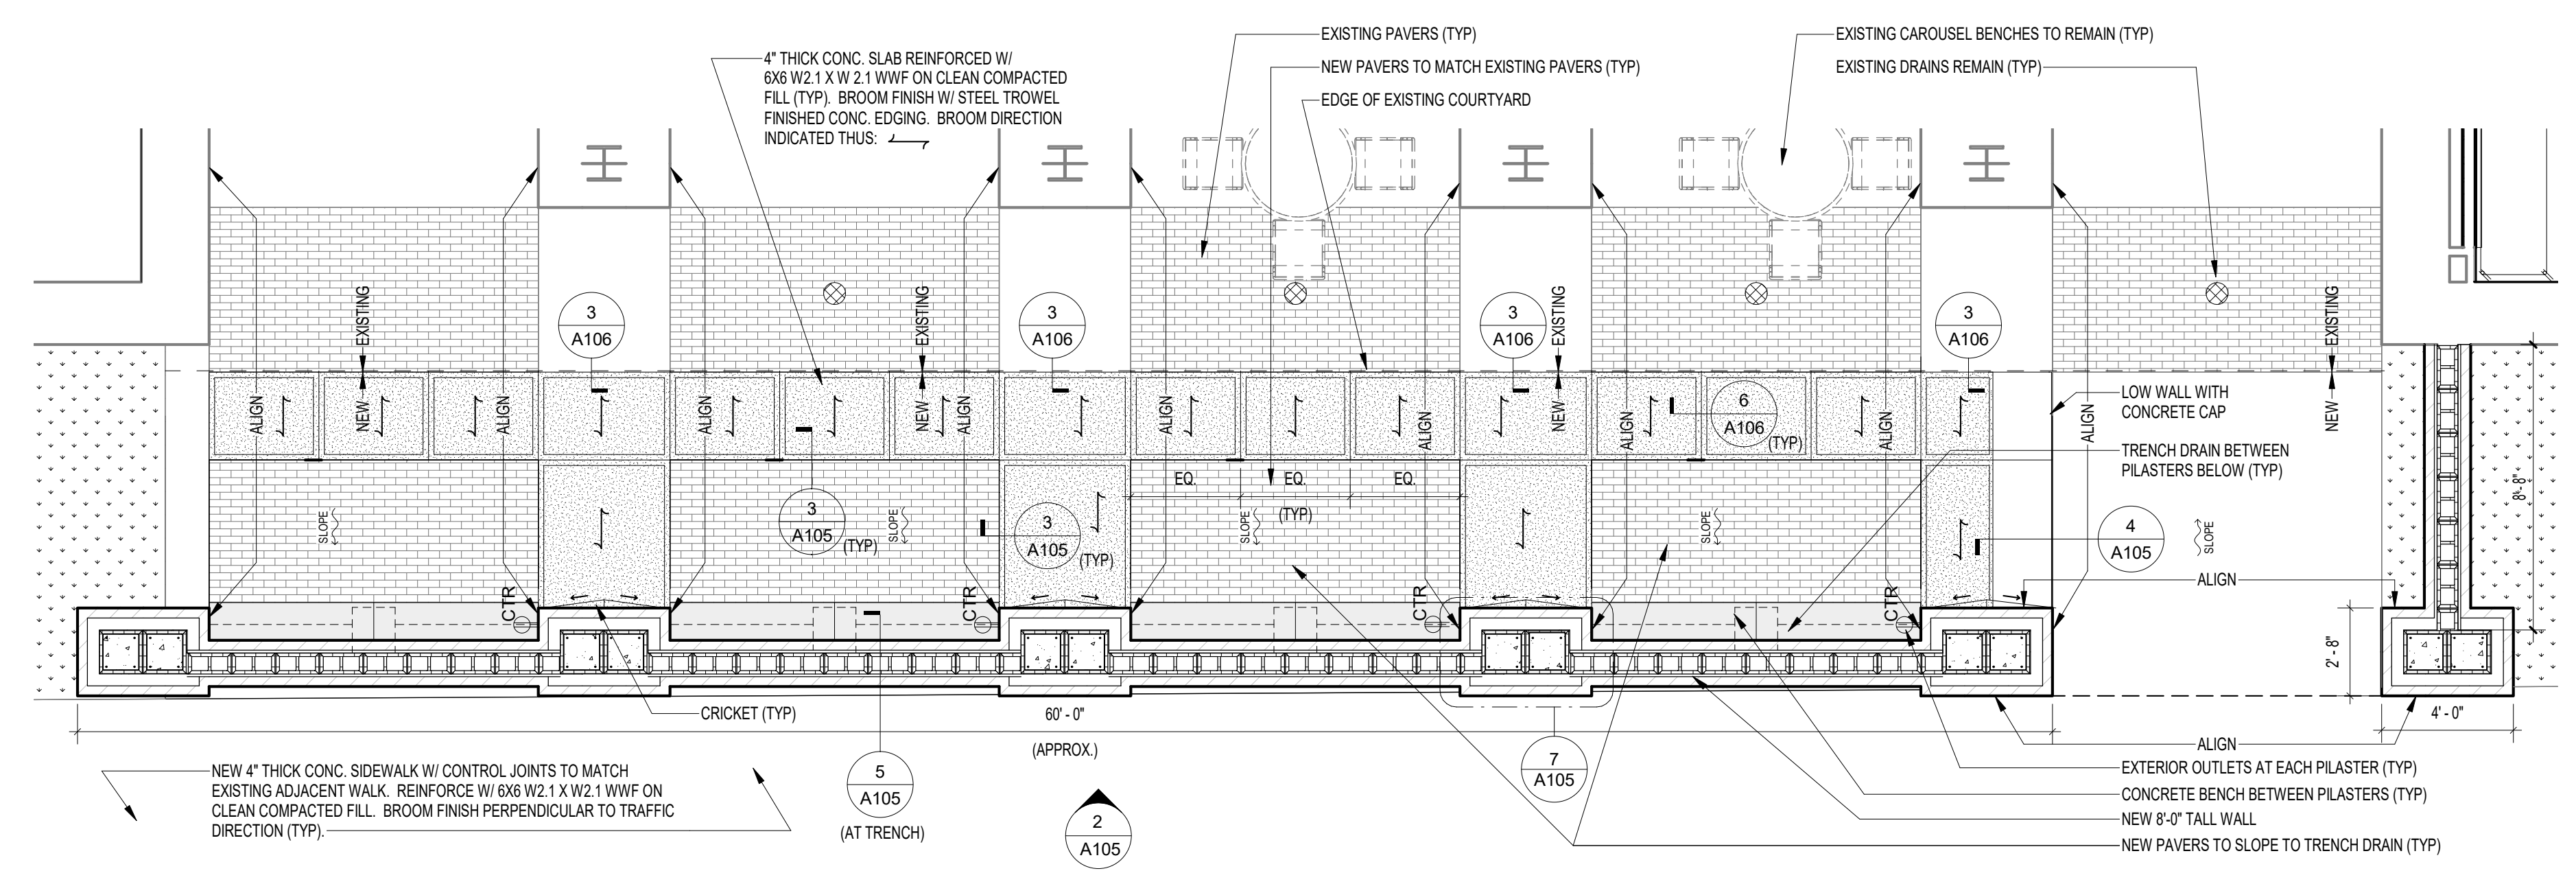 EXISTING PAVERS (TYP)
NEW PAVERS TO MATCH EXISTING PAVERS (TYP)
EDGE OF EXISTING COURTYARD
EXISTING CAROUSEL BENCHES TO REMAIN (TYP)
EXISTING DRAINS REMAIN (TYP)
4" THICK CONC. SLAB REINFORCED W/
6X6 W2.1 X W 2.1 WWF ON CLEAN COMPACTED
FILL (TYP). BROOM FINISH W/ STEEL TROWEL
FINISHED CONC. EDGING. BROOM DIRECTION
INDICATED THUS:
EXISTING
EXISTING
EXISTING
EXISTING
3
A106
3
A106
3
A106
3
A106
ALIGN
NEW
ALIGN
ALIGN
NEW
ALIGN
ALIGN
ALIGN
NEW
ALIGN
6
A106
(TYP)
ALIGN
ALIGN
NEW
LOW WALL WITH
CONCRETE CAP
TRENCH DRAIN BETWEEN
PILASTERS BELOW (TYP)
EQ.
EQ.
EQ.
(TYP)
8'-8"
SLOPE
3
A105
(TYP)
SLOPE
3
A105
(TYP)
SLOPE
SLOPE
4
A105
SLOPE
ALIGN
CTR
CTR
CTR
CTR
2' - 8"
CRICKET (TYP)
60' - 0"
(APPROX.)
4' - 0"
ALIGN
5
A105
(AT TRENCH)
7
A105
2
A105
NEW 4" THICK CONC. SIDEWALK W/ CONTROL JOINTS TO MATCH
EXISTING ADJACENT WALK. REINFORCE W/ 6X6 W2.1 X W2.1 WWF ON
CLEAN COMPACTED FILL. BROOM FINISH PERPENDICULAR TO TRAFFIC
DIRECTION (TYP).
EXTERIOR OUTLETS AT EACH PILASTER (TYP)
CONCRETE BENCH BETWEEN PILASTERS (TYP)
NEW 8'-0" TALL WALL
NEW PAVERS TO SLOPE TO TRENCH DRAIN (TYP)